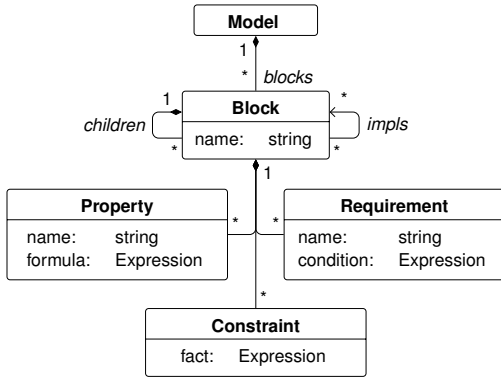 Model
1
* blocks
1 Block *
children name: string impls
* *
1
Property Requirement
* *
name: string name: string
formula: Expression condition: Expression
*
Constraint
fact: Expression